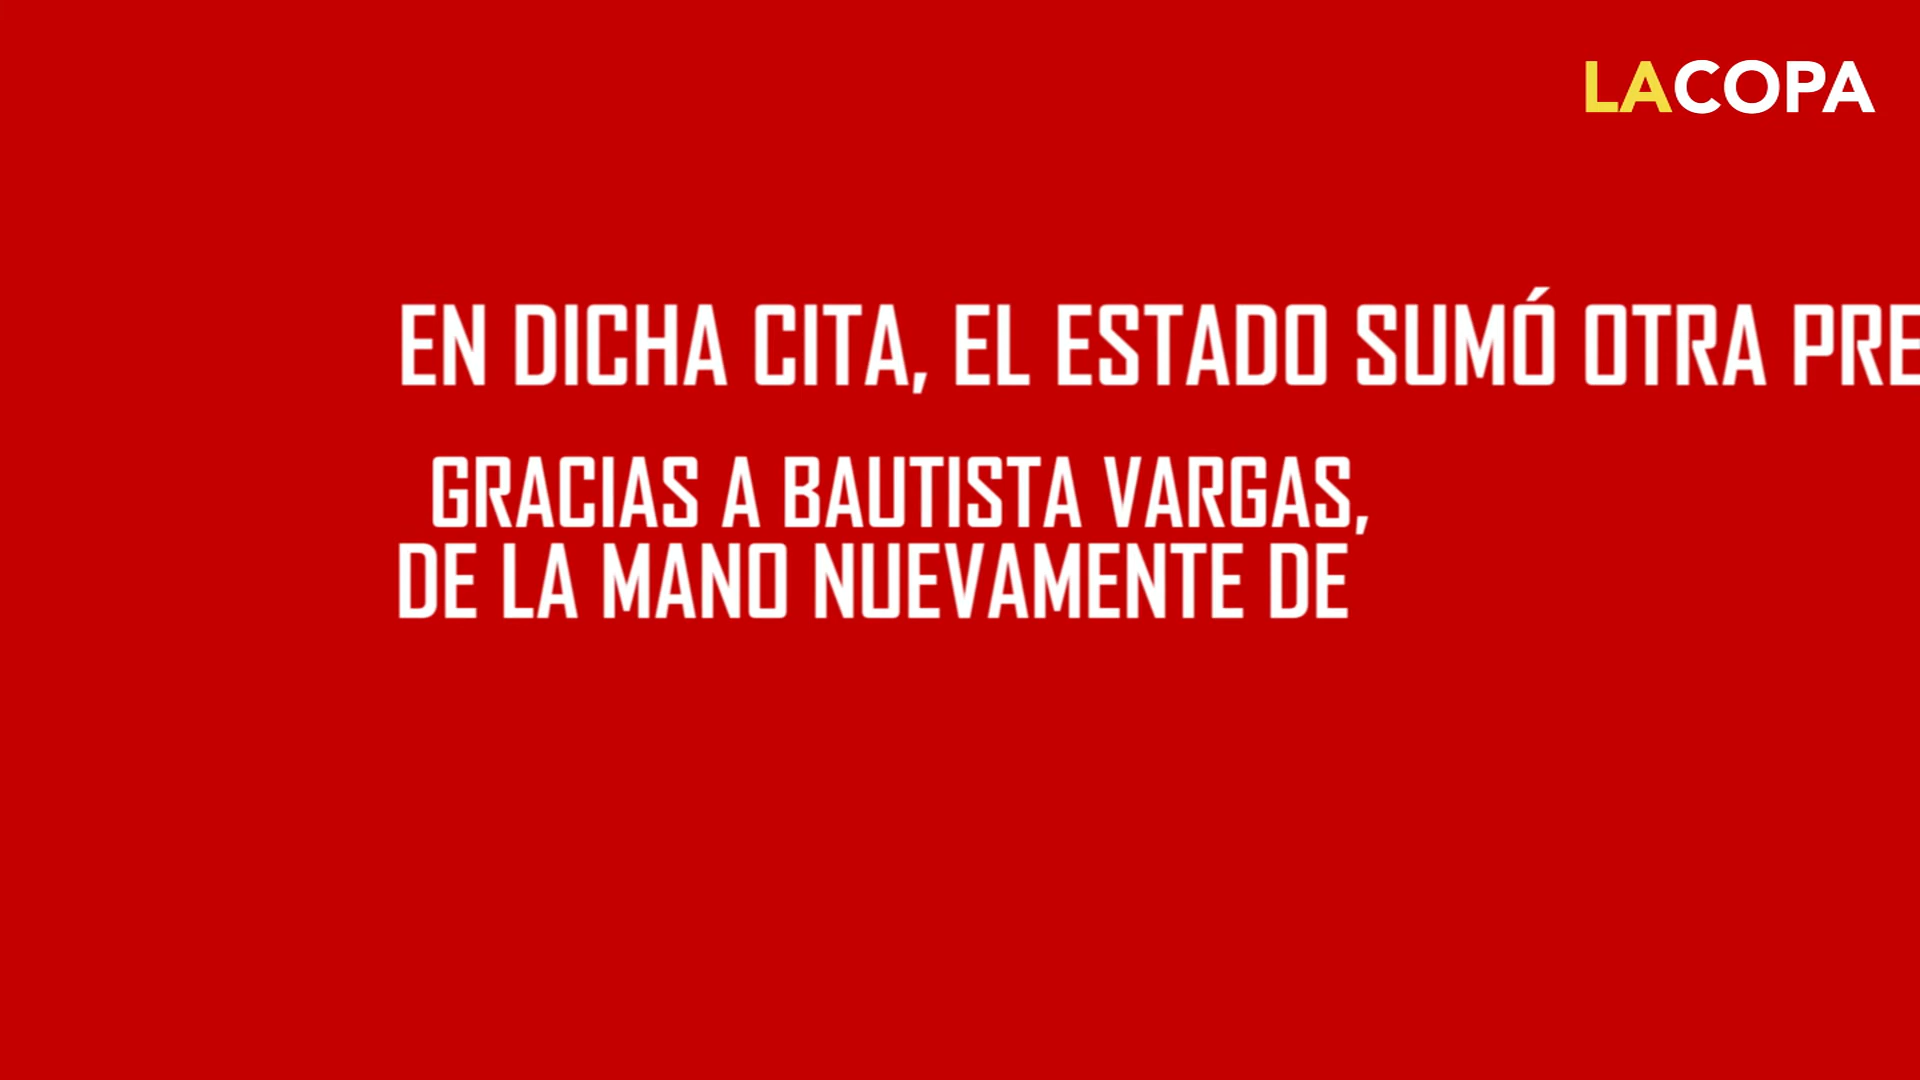 LACOPA
EN DICHA CITA, EL ESTADO SUMÓ OTRA PRE
GRACIAS A BAUTISTA VARGAS,
DE LA MANO NUEVAMENTE DE